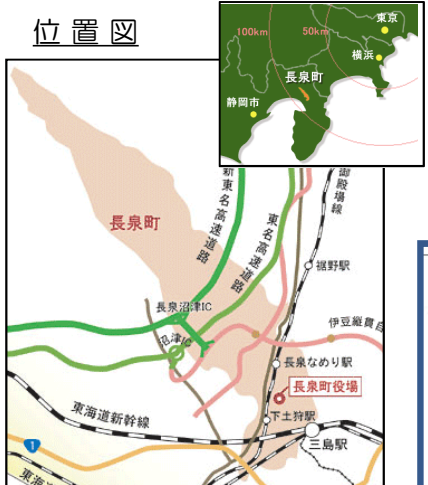 位置図
東京
100km
50km
横浜
長泉町
静岡市
新東名高速道路
御殿場線
長泉町
東名高速道路
裾野駅
長泉沼津IC
伊豆縦貫自
沼津IC
長泉なめり駅
長泉町役場
東海道新幹線
下土狩駅
1
三島駅
東海道